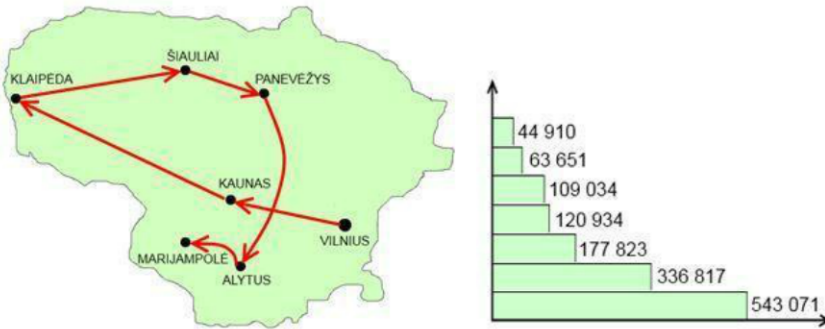 ŠIAULIAI
KLAIPĖDA
PANEVĖŽYS
KAUNAS
VILNIUS
MARIJAMPOLĖ
ALYTUS
44 910
63 651
109 034
120 934
177 823
336 817
543 071